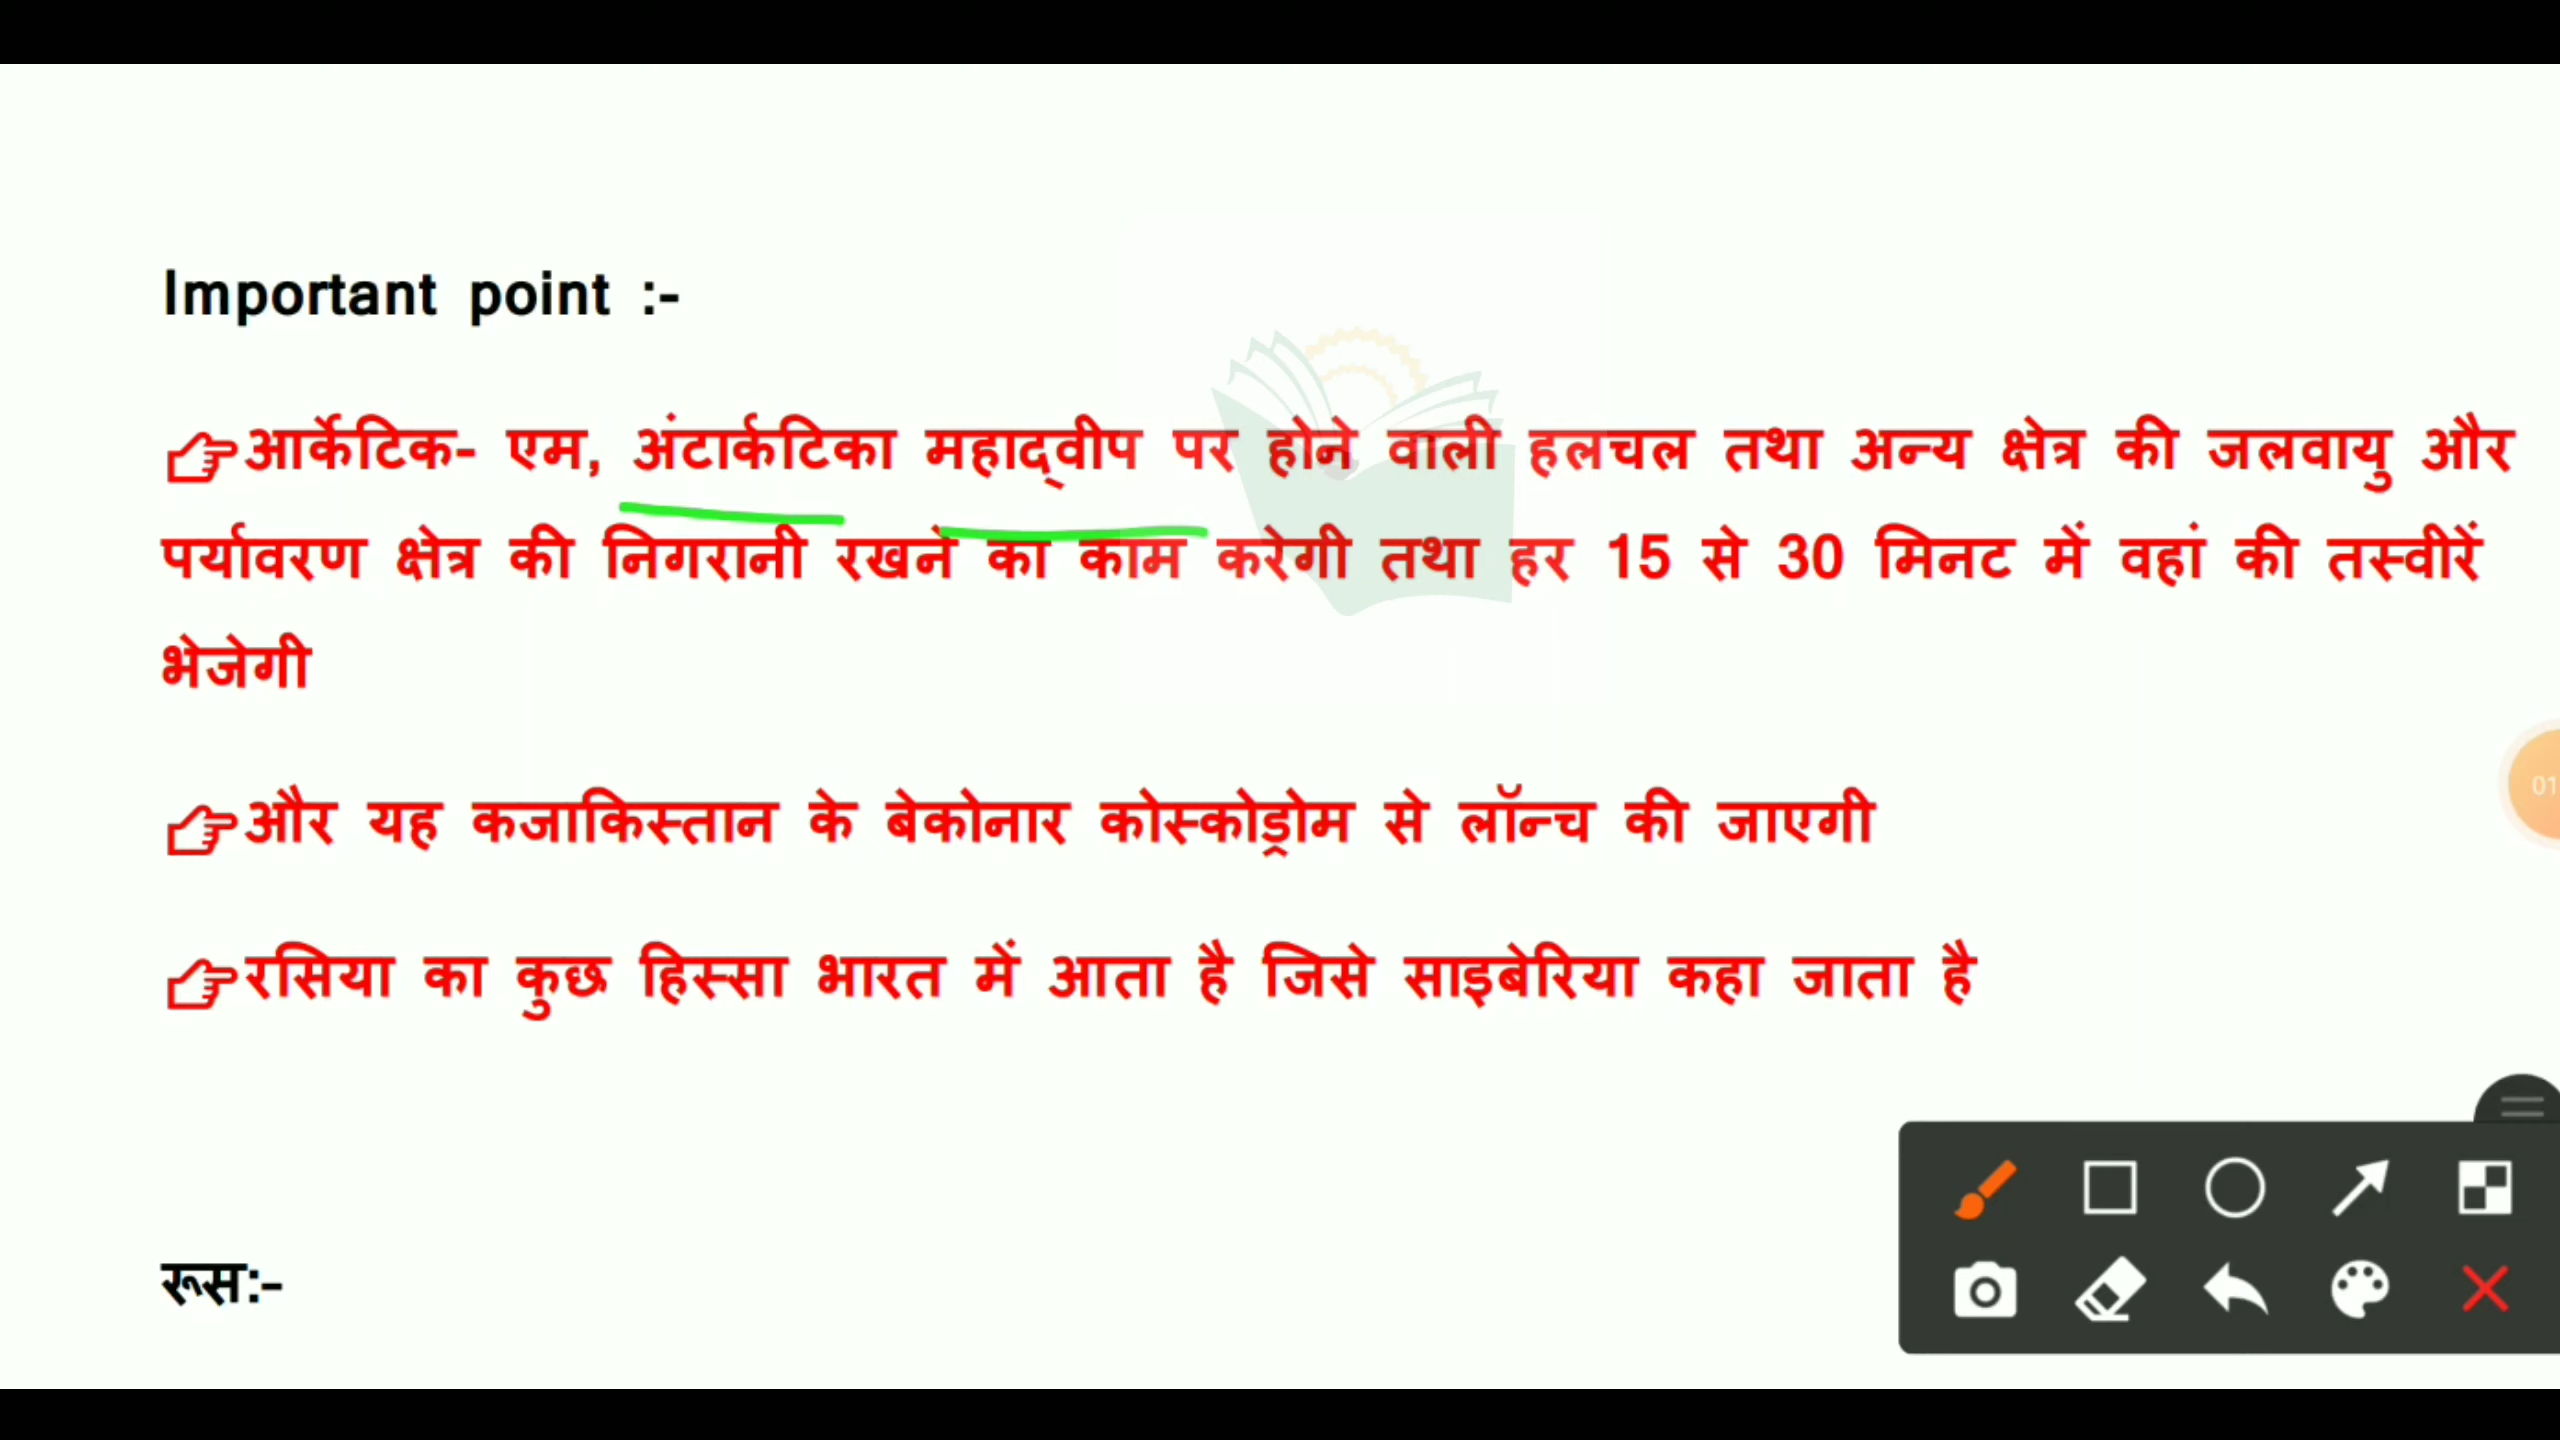 Important point :-
👉आर्केटिक- एम, अंटार्कटिका महाद्वीप पर होने वाली हलचल तथा अन्य क्षेत्र की जलवायु और
पर्यावरण क्षेत्र की निगरानी रखने का काम करेगी तथा हर 15 से 30 मिनट में वहां की तस्वीरें
भेजेगी
👉और यह कजाकिस्तान के बेकोनार कोस्कोड्रोम से लॉन्च की जाएगी
👉रसिया का कुछ हिस्सा भारत में आता है जिसे साइबेरिया कहा जाता है
01
रूस:-